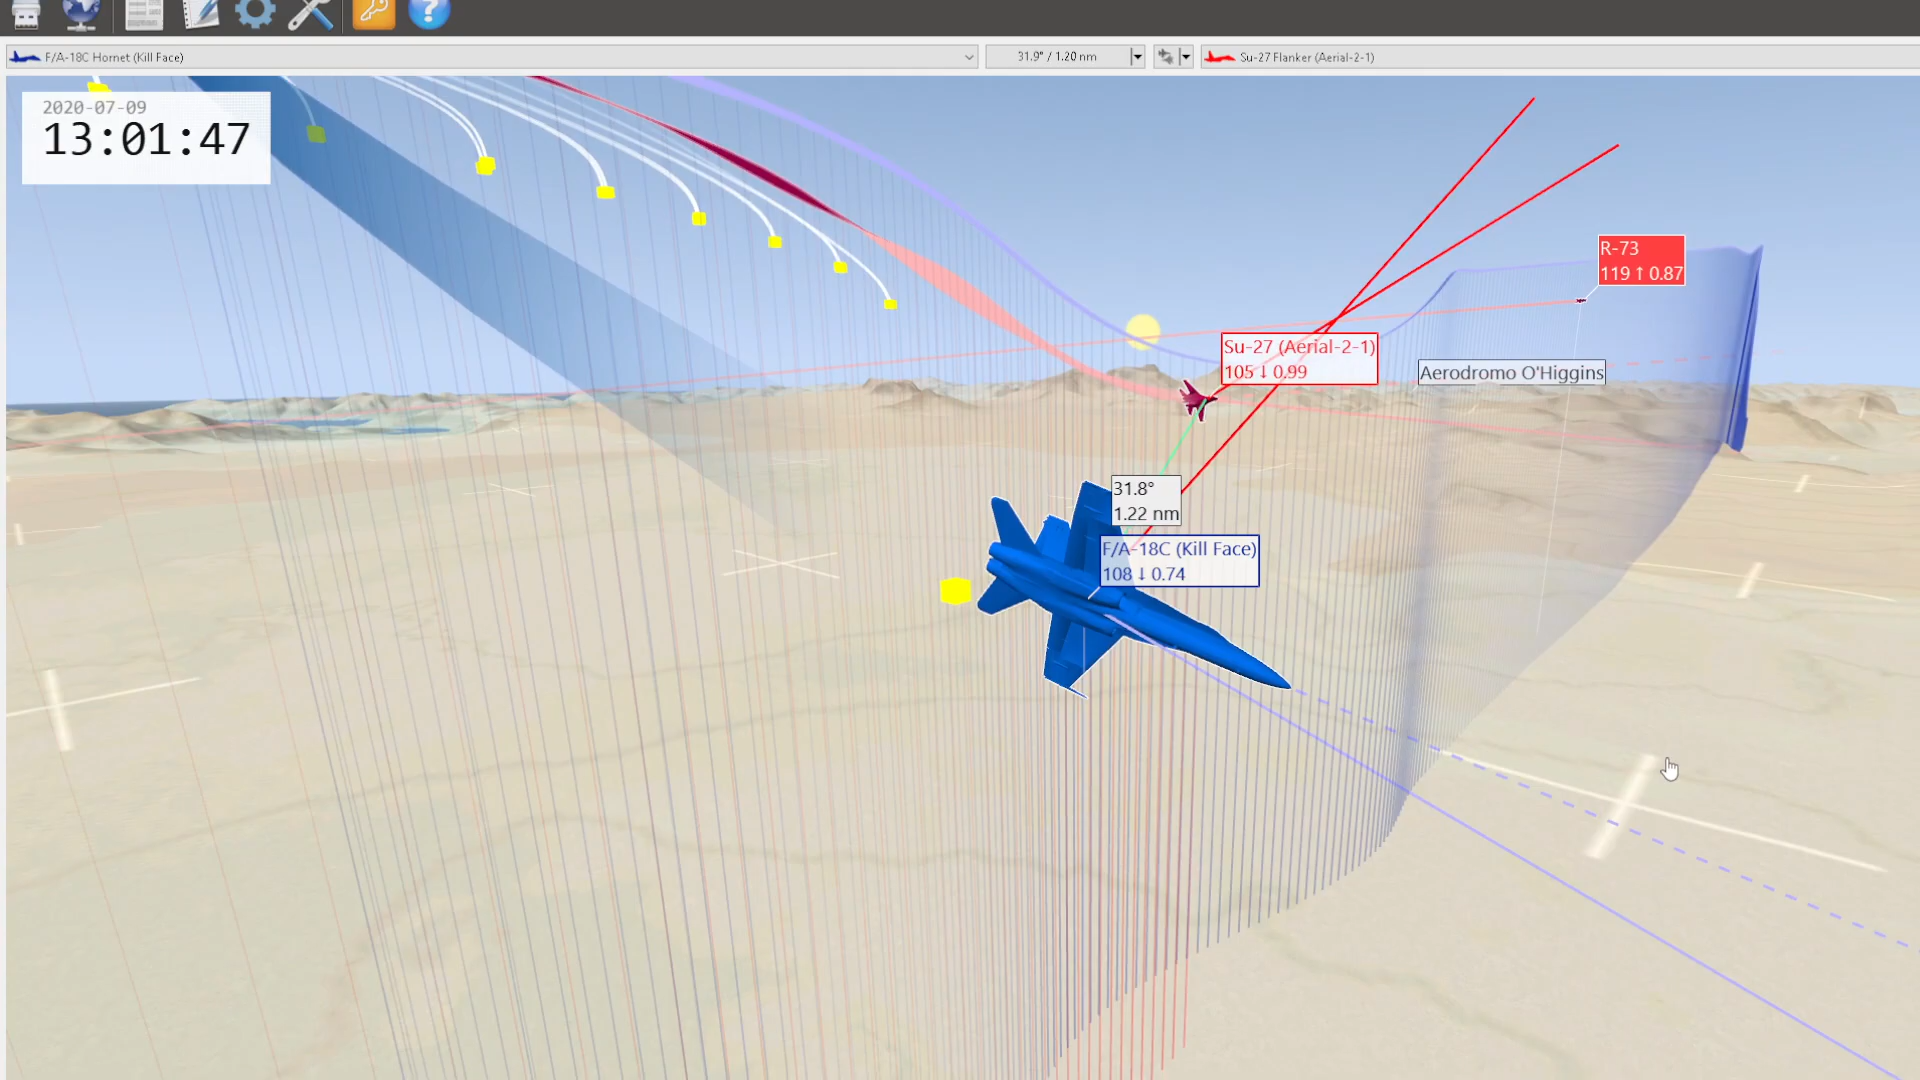 F/A-18C Hornet (Kill Face)
31.9° / 1.20 nm
Su-27 Flanker (Aerial-2-1)
2020-07-09
13:01:47
R-73
119 ↑ 0.87
Su-27 (Aerial-2-1)
105 ↓ 0.99
Aerodromo O'Higgins
31.8°
1.22 nm
F/A-18C (Kill Face)
108 ↓ 0.74